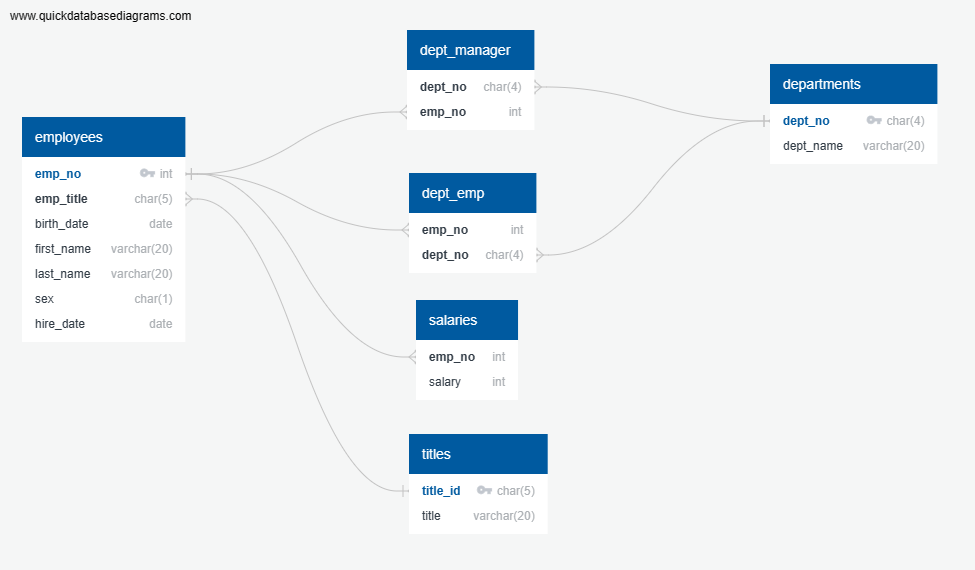 www.quickdatabasediagrams.com
employees
emp_no int
emp_title char(5)
birth_date date
first_name varchar(20)
last_name varchar(20)
sex char(1)
hire_date date
dept_manager
dept_no char(4)
emp_no int
dept_emp
emp_no int
dept_no char(4)
salaries
emp_no int
salary int
titles
title_id char(5)
title varchar(20)
departments
dept_no char(4)
dept_name varchar(20)